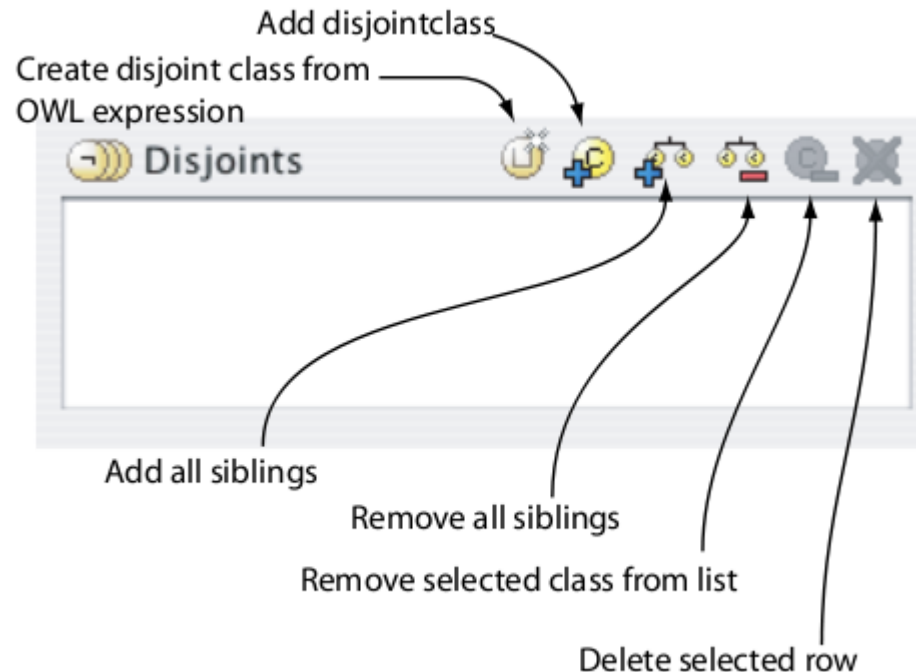 Add disjointclass
Create disjoint class from
OWL expression
Disjoints
Add all siblings
Remove all siblings
Remove selected class from list
Delete selected row